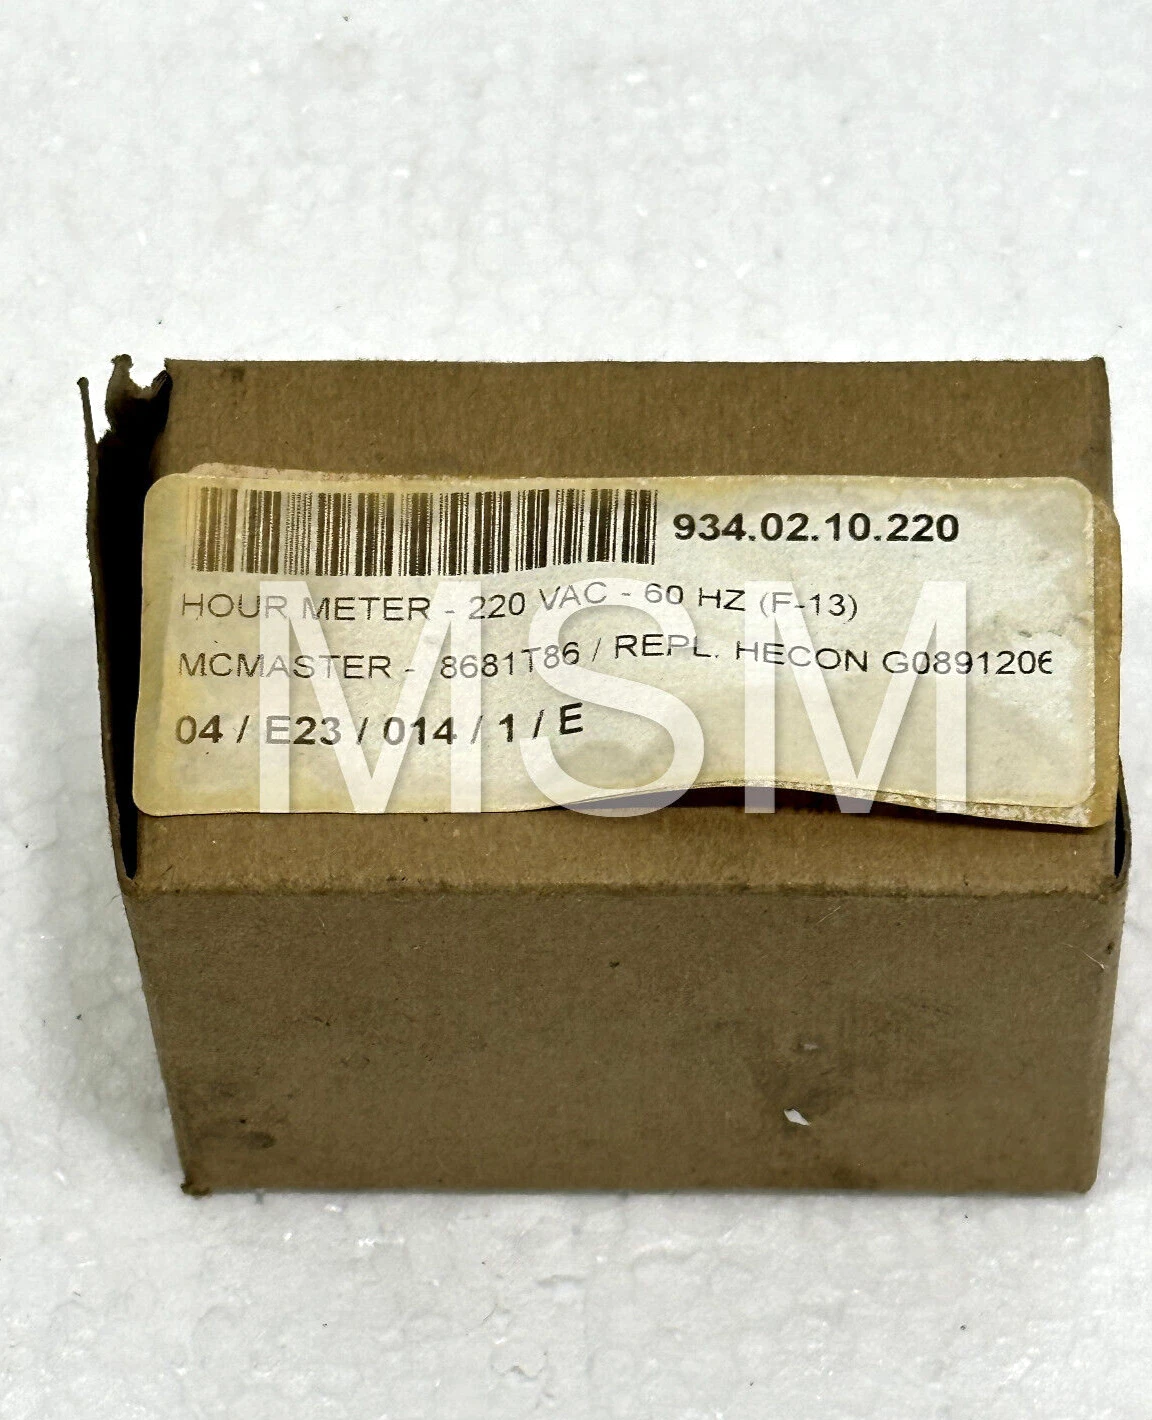 934.02.10.220
HOUR METER - 220 VAC - 60 HZ (F-13)
MCMASTER - 8681T86 / REPL. HECON G0891206
04 / E23 / 014 / 1 / E
MSM